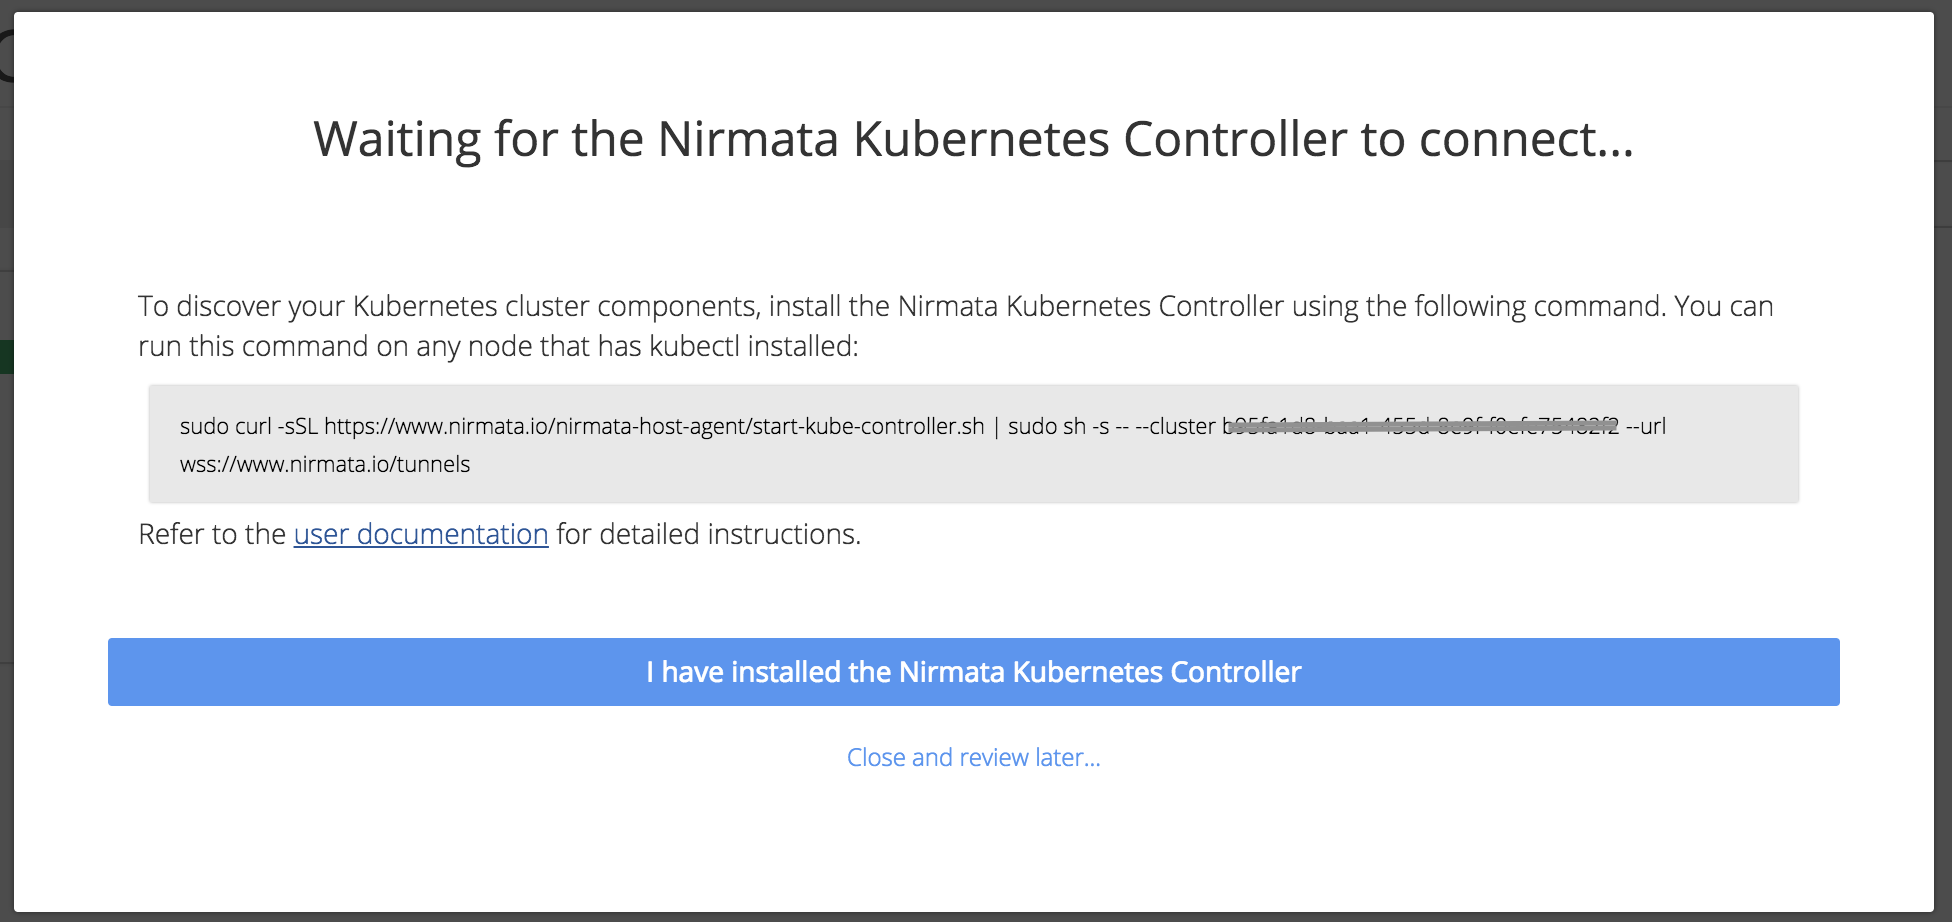 Waiting for the Nirmata Kubernetes Controller to connect...
To discover your Kubernetes cluster components, install the Nirmata Kubernetes Controller using the following command. You can
run this command on any node that has kubectl installed:
sudo curl -sSL https://www.nirmata.io/nirmata-host-agent/start-kube-controller.sh | sudo sh -s -- --cluster --url
wss://www.nirmata.io/tunnels
Refer to the user documentation for detailed instructions.
I have installed the Nirmata Kubernetes Controller
Close and review later...